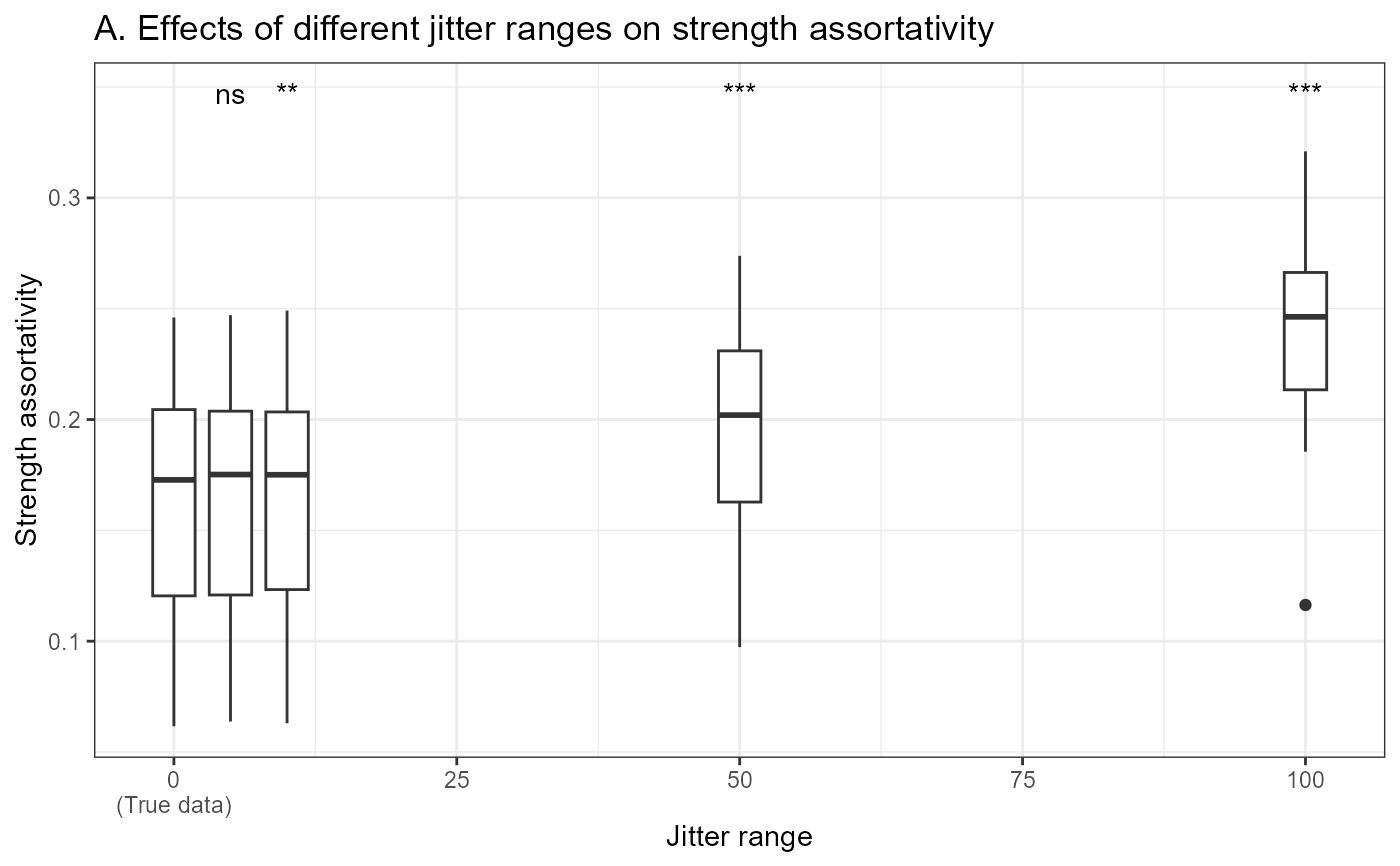 A. Effects of different jitter ranges on strength assortativity
ns ** *** ***
Strength assortativity
0.3
0.2
0.1
0 25 50 75 100
(True data)
Jitter range